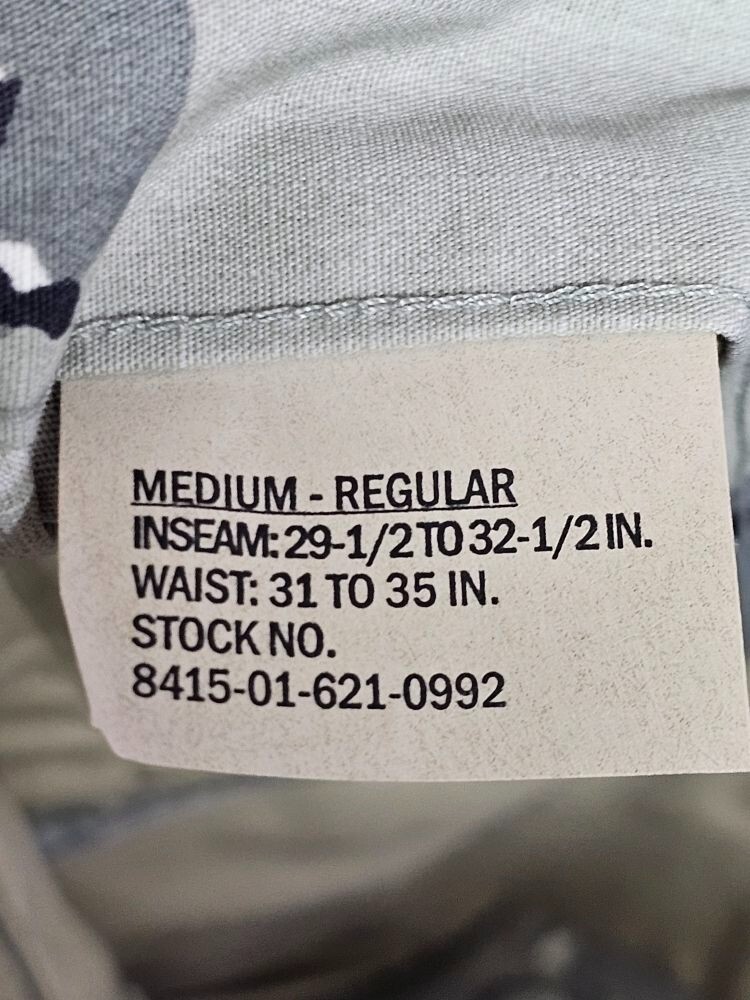 MEDIUM - REGULAR
INSEAM: 29-1/2 TO 32-1/2 IN.
WAIST: 31 TO 35 IN.
STOCK NO.
8415-01-621-0992